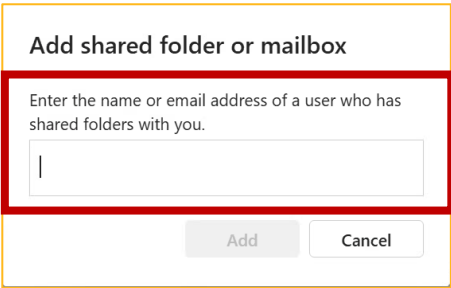 Add shared folder or mailbox
Enter the name or email address of a user who has
shared folders with you.
Add
Cancel